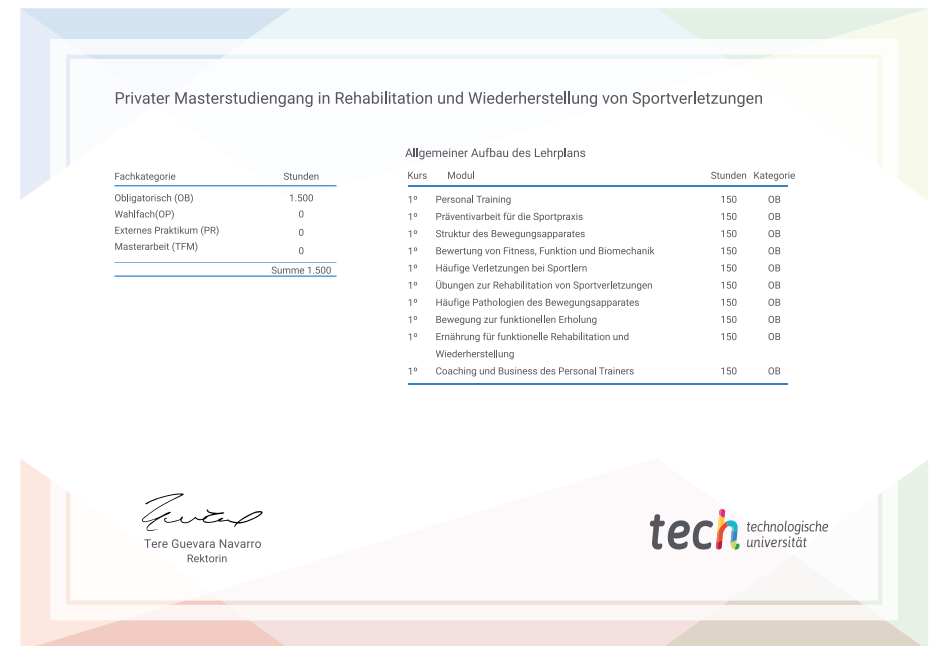 Privater Masterstudiengang in Rehabilitation und Wiederherstellung von Sportverletzungen
Fachkategorie Stunden
Obligatorisch (OB) 1.500
Wahlfach(OP) 0
Externes Praktikum (PR) 0
Masterarbeit (TFM) 0
Summe 1.500
Allgemeiner Aufbau des Lehrplans
Kurs Modul Stunden Kategorie
1º Personal Training 150 OB
1º Präventivarbeit für die Sportpraxis 150 OB
1º Struktur des Bewegungsapparates 150 OB
1º Bewertung von Fitness, Funktion und Biomechanik 150 OB
1º Häufige Verletzungen bei Sportlern 150 OB
1º Übungen zur Rehabilitation von Sportverletzungen 150 OB
1º Häufige Pathologien des Bewegungsapparates 150 OB
1º Bewegung zur funktionellen Erholung 150 OB
1º Ernährung für funktionelle Rehabilitation und 150 OB
Wiederherstellung
1º Coaching und Business des Personal Trainers 150 OB
Tere Guevara Navarro
Rektorin
tech technologische
universität